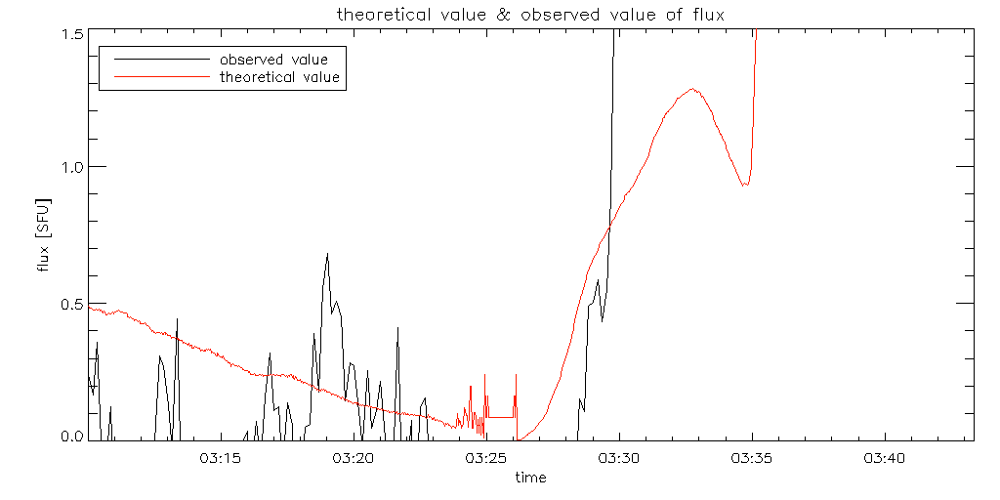 theoretical value & observed value of flux
observed value
theoretical value
1.5
1.0
0.5
0.0
flux [SFU]
03:15 03:20 03:25 03:30 03:35 03:40
time